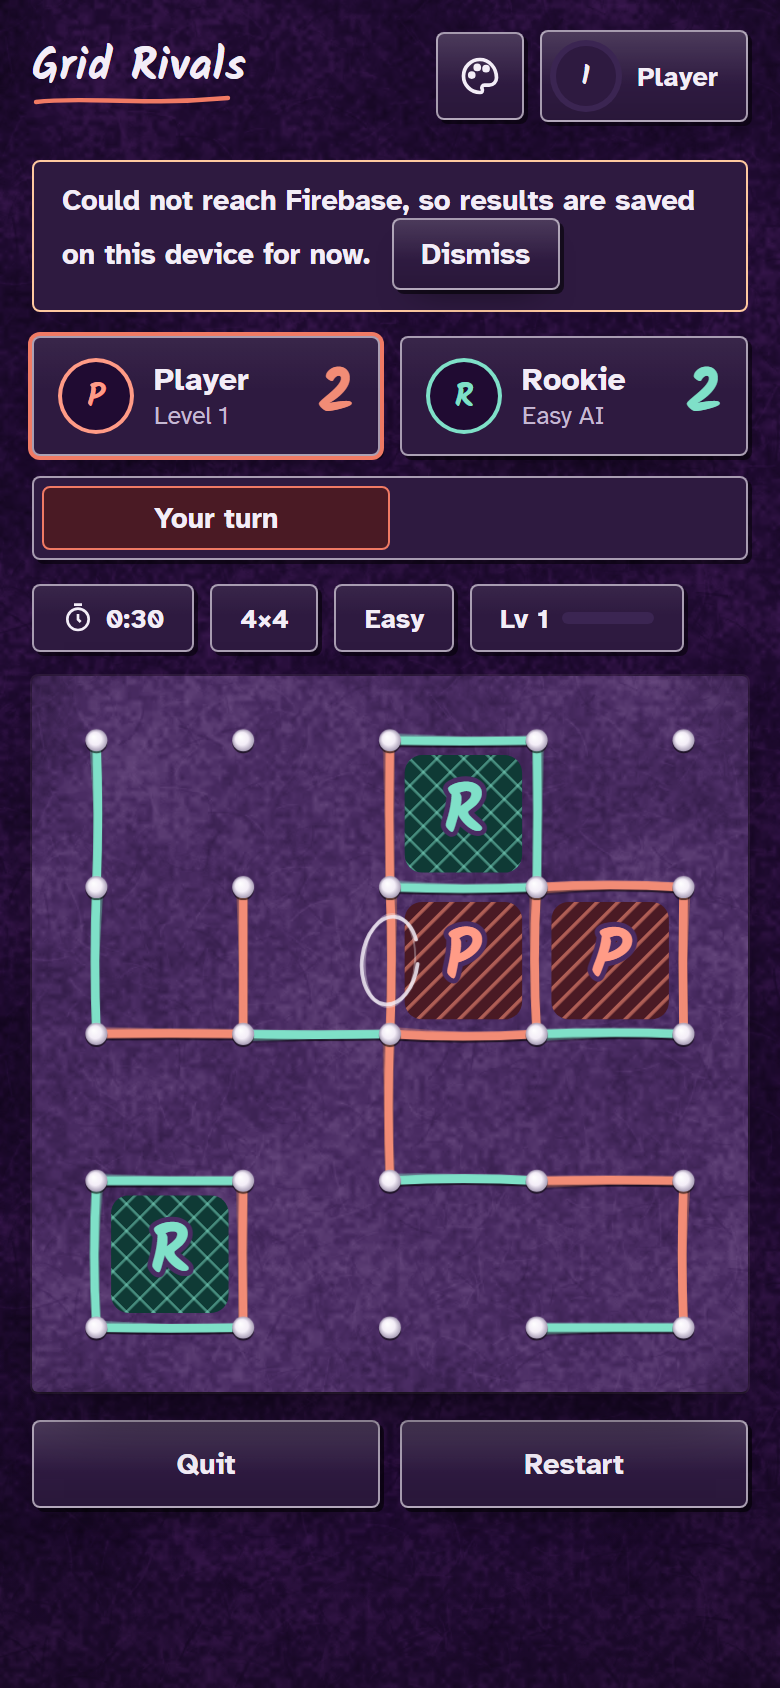 Grid Rivals
1 Player
Could not reach Firebase, so results are saved
on this device for now. Dismiss
P Player 2
Level 1
R Rookie 2
Easy AI
Your turn
0:30 4×4 Easy Lv 1
R
P P
R
Quit Restart